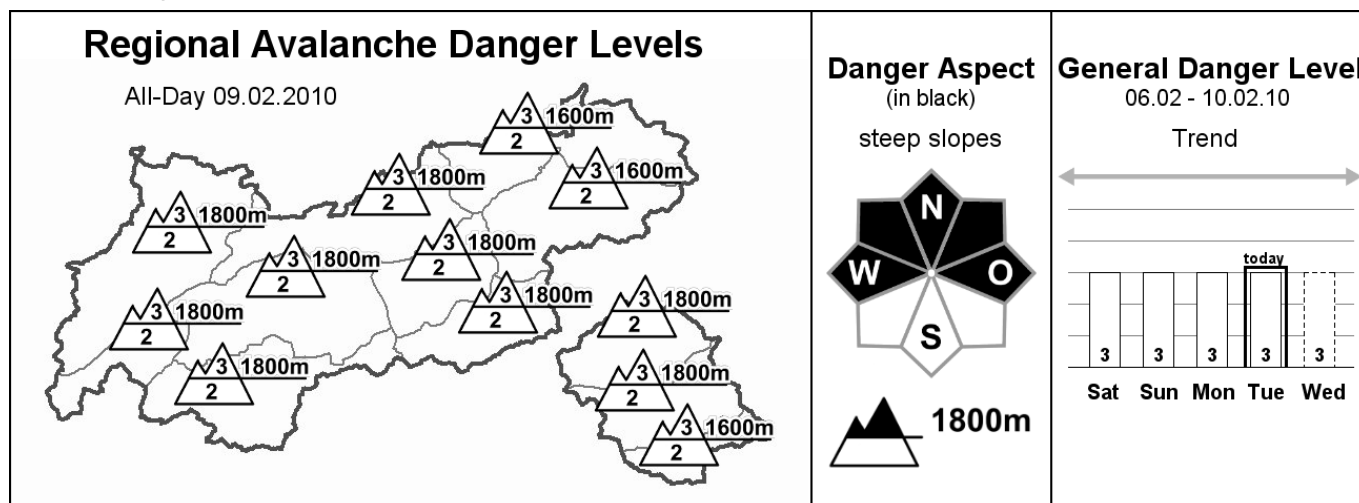 Regional Avalanche Danger Levels
All-Day 09.02.2010
3 1600m
2
3 1600m
2
3 1800m
2
3 1800m
2
3 1800m
2
3 1800m
2
3 1800m
2
3 1800m
2
3 1800m
2
3 1800m
2
3 1800m
2
3 1600m
2
Danger Aspect
(in black)
steep slopes
N
W
O
S
1800m
General Danger Level
06.02 - 10.02.10
Trend
today
3 3 3 3 3
Sat Sun Mon Tue Wed